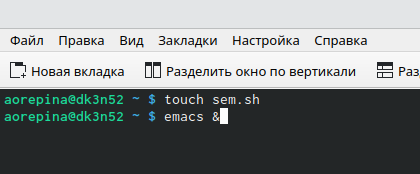 Файл Правка Вид Закладки Настройки Справка
Новая вкладка Разделить окно по вертикали
aorepina@dk3n52 ~ $ touch sem.sh
aorepina@dk3n52 ~ $ emacs &